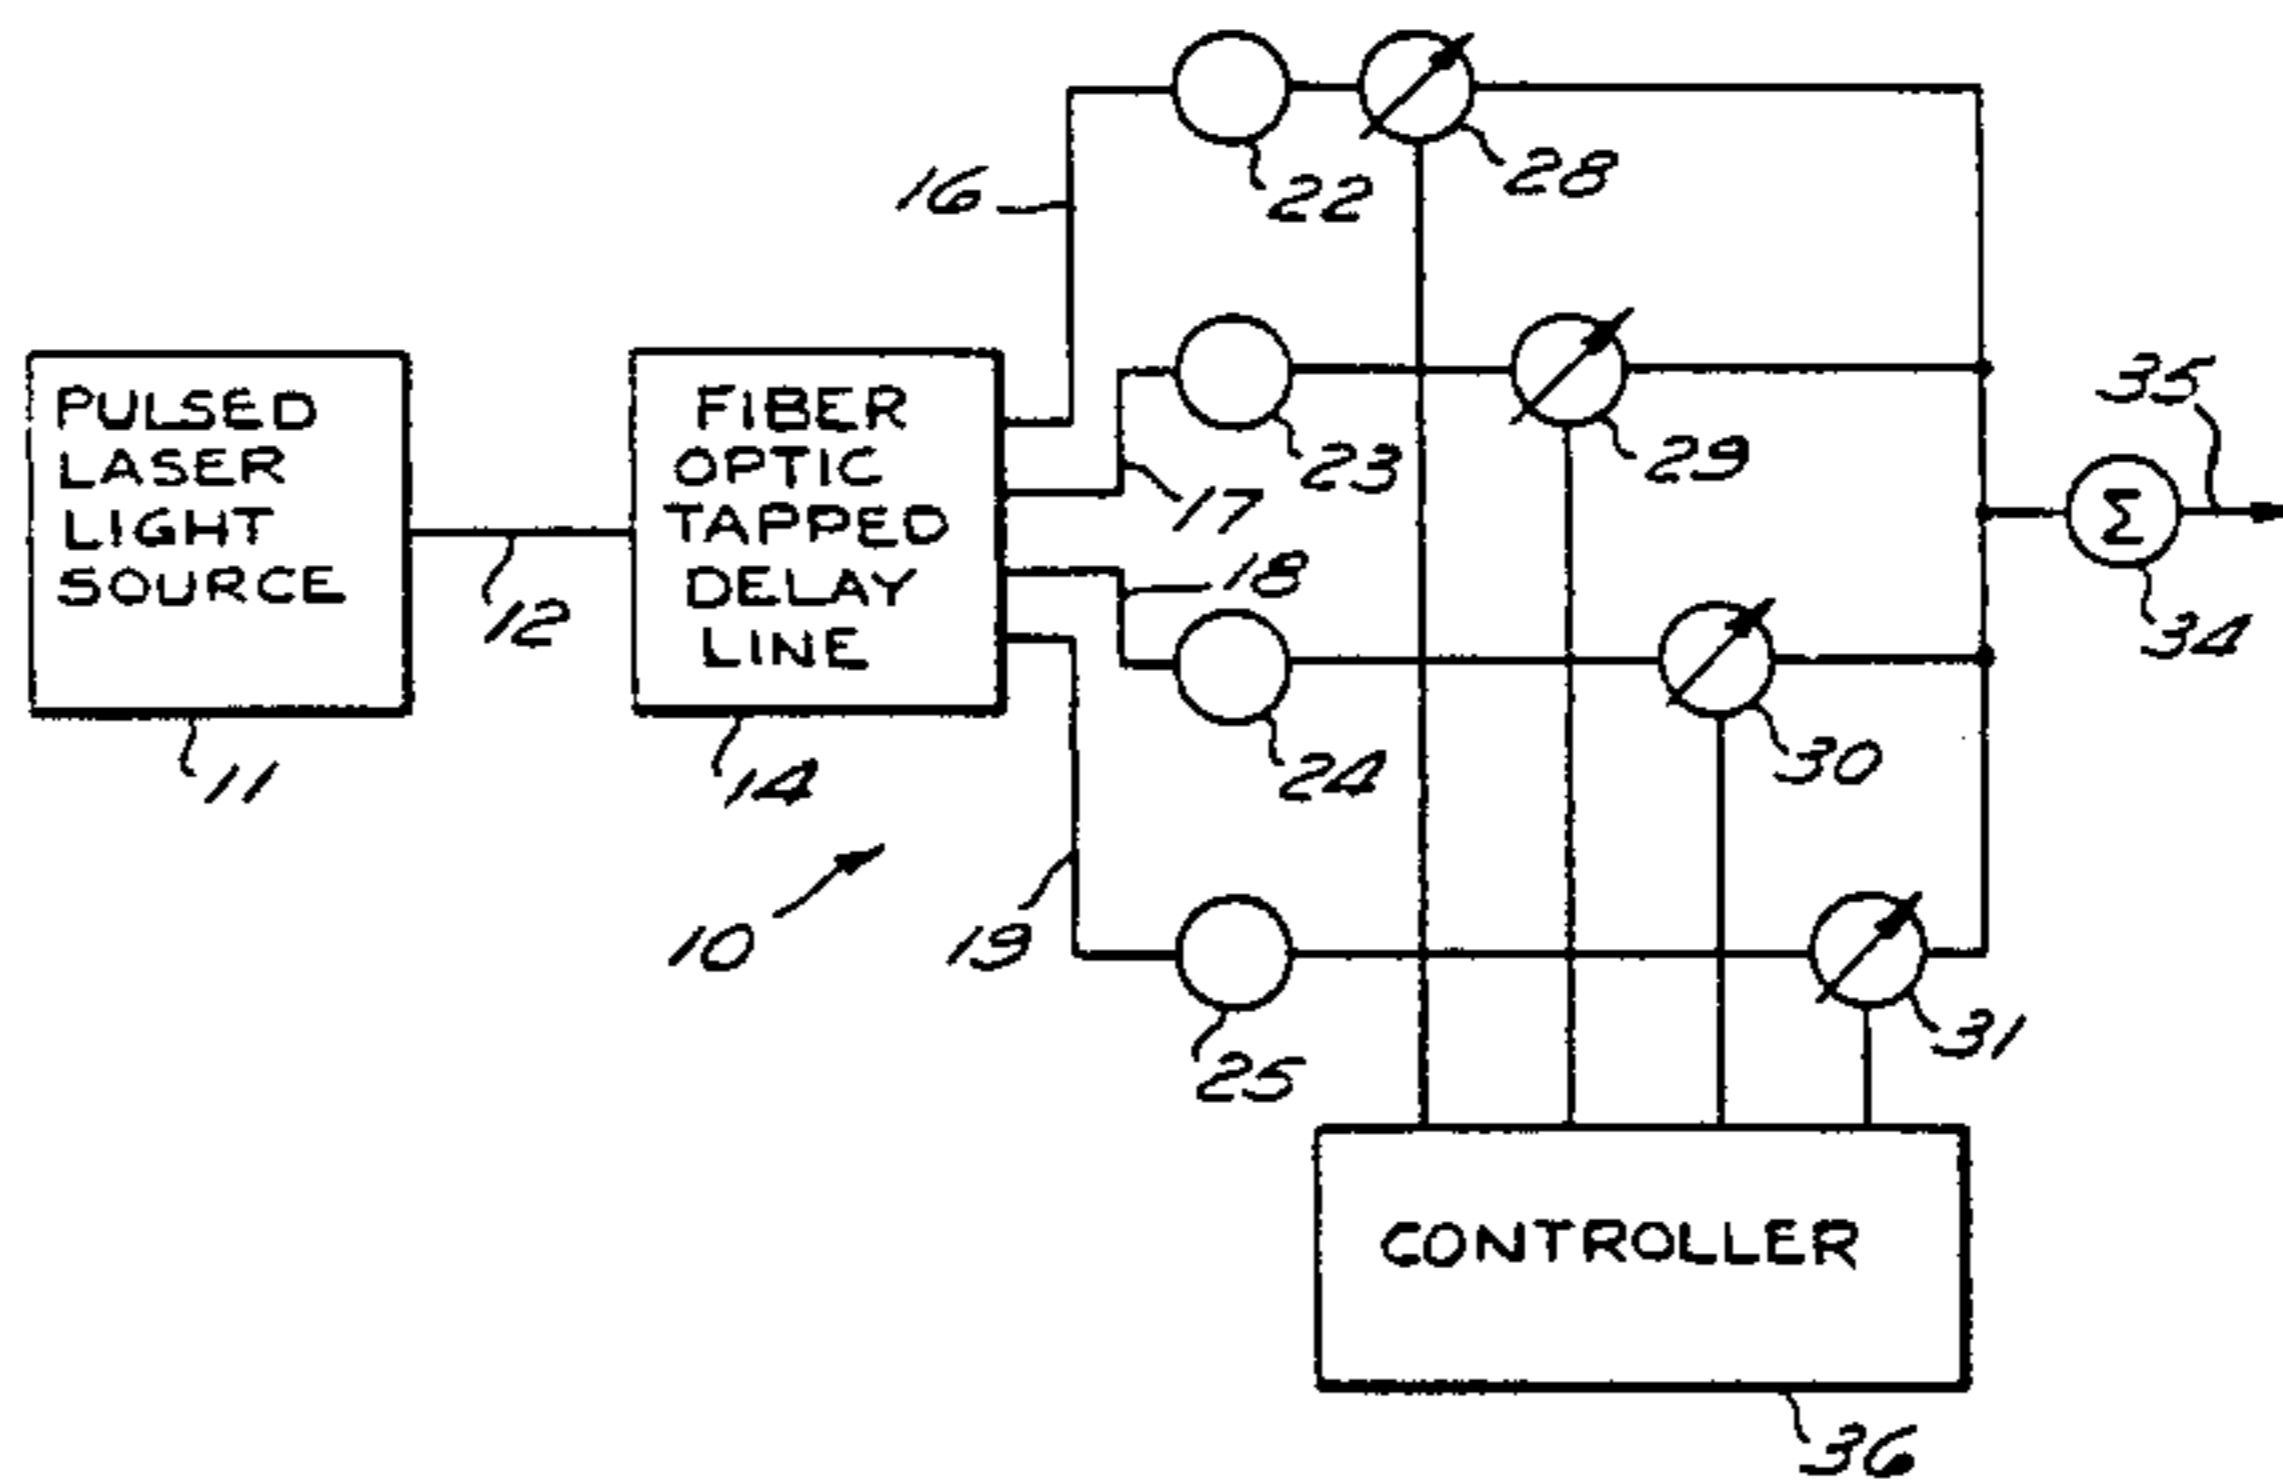 PULSED
LASER
LIGHT
SOURCE
11
12
FIBER
OPTIC
TAPPED
DELAY
LINE
14
10
16
17
18
19
22
23
24
25
28
29
30
31
Σ
34
35
CONTROLLER
36